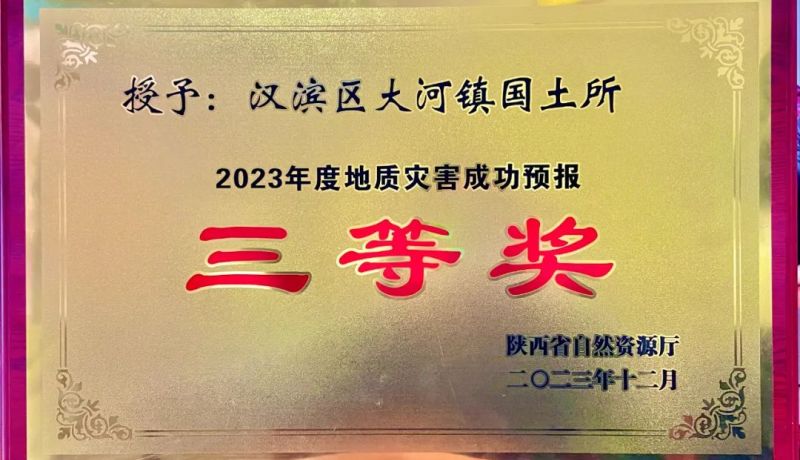 授予：汉滨区大河镇国土所
2023年度地质灾害成功预报
三等奖
陕西省自然资源厅
二〇二三年十二月